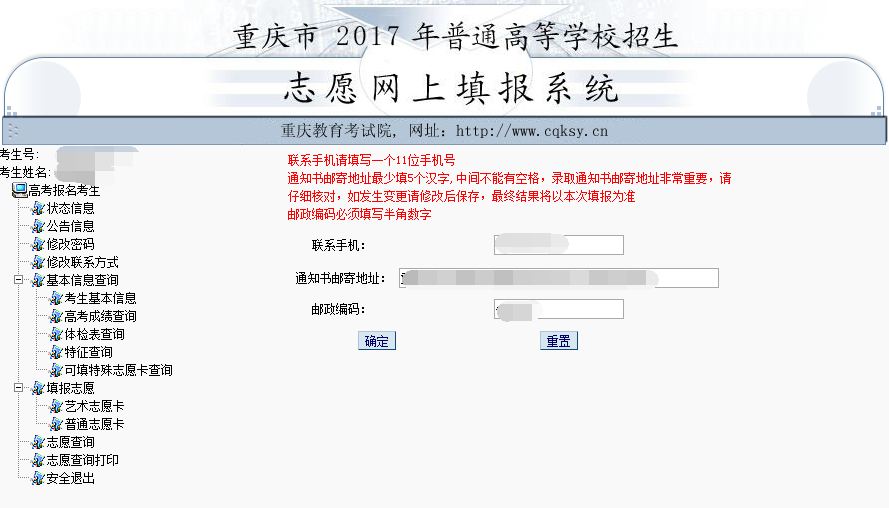 重庆市 2017 年普通高等学校招生
志愿网上填报系统
重庆教育考试院, 网址: http://www.cqksy.cn
考生号:
考生姓名:
高考报名考生
状态信息
公告信息
修改密码
修改联系方式
基本信息查询
考生基本信息
高考成绩查询
体检表查询
特征查询
可填特殊志愿卡查询
填报志愿
艺术志愿卡
普通志愿卡
志愿查询
志愿查询打印
安全退出
联系手机请填写一个11位手机号
通知书邮寄地址最少填5个汉字,中间不能有空格，录取通知书邮寄地址非常重要，请
仔细核对，如发生变更请修改后保存，最终结果将以本次填报为准
邮政编码必须填写半角数字
联系手机:
通知书邮寄地址:
邮政编码:
确定 重置